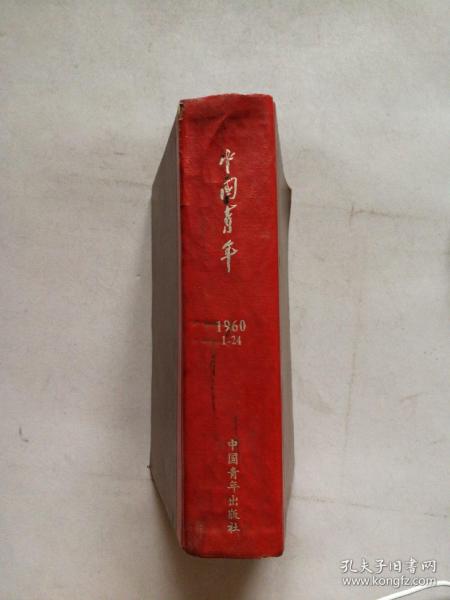 中国青年
1960
1-24
中国青年出版社
孔夫子旧书网
www.kongfz.com